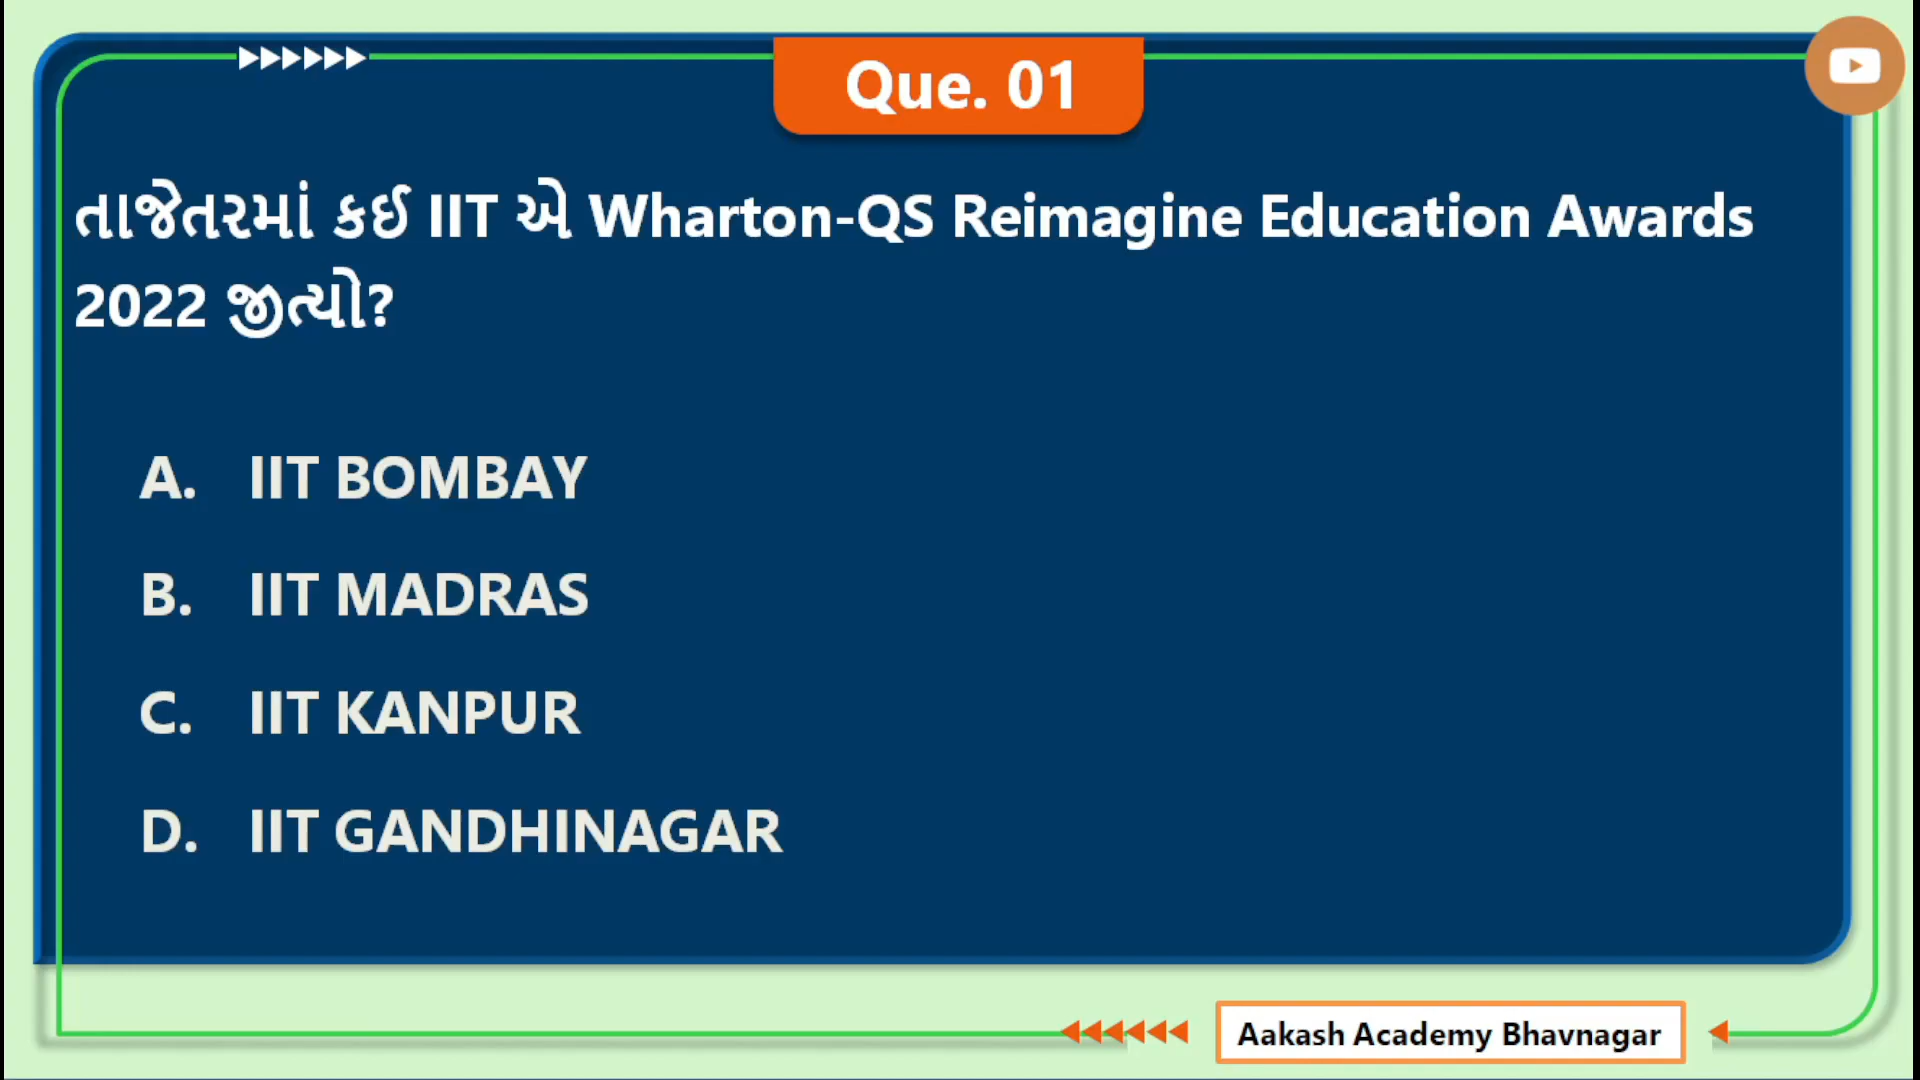 Que. 01
તાજેતરમાં કઈ IIT એ Wharton-QS Reimagine Education Awards
2022 જીત્યો?
A. IIT BOMBAY
B. IIT MADRAS
C. IIT KANPUR
D. IIT GANDHINAGAR
Aakash Academy Bhavnagar